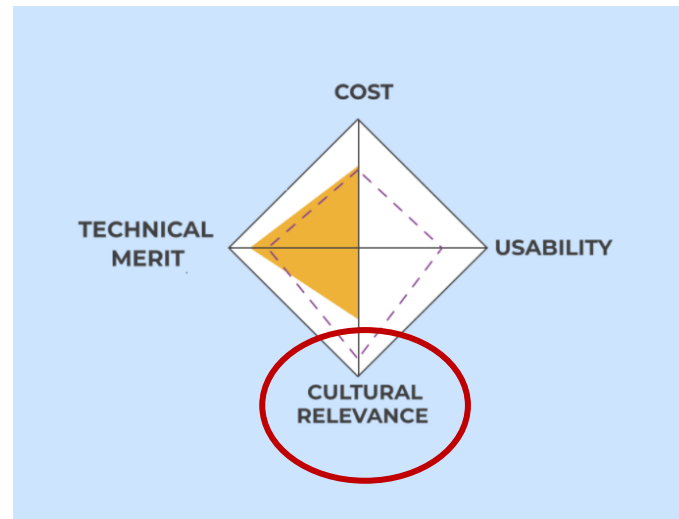 COST
TECHNICAL
MERIT
USABILITY
CULTURAL
RELEVANCE